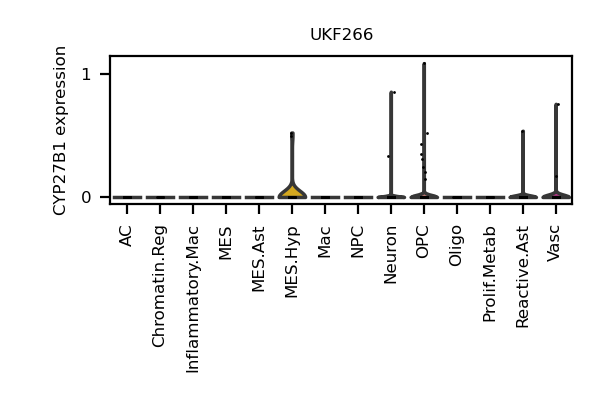 UKF266
CYP27B1 expression
1
0
AC
Chromatin.Reg
Inflammatory.Mac
MES
MES.Ast
MES.Hyp
Mac
NPC
Neuron
OPC
Oligo
Prolif.Metab
Reactive.Ast
Vasc